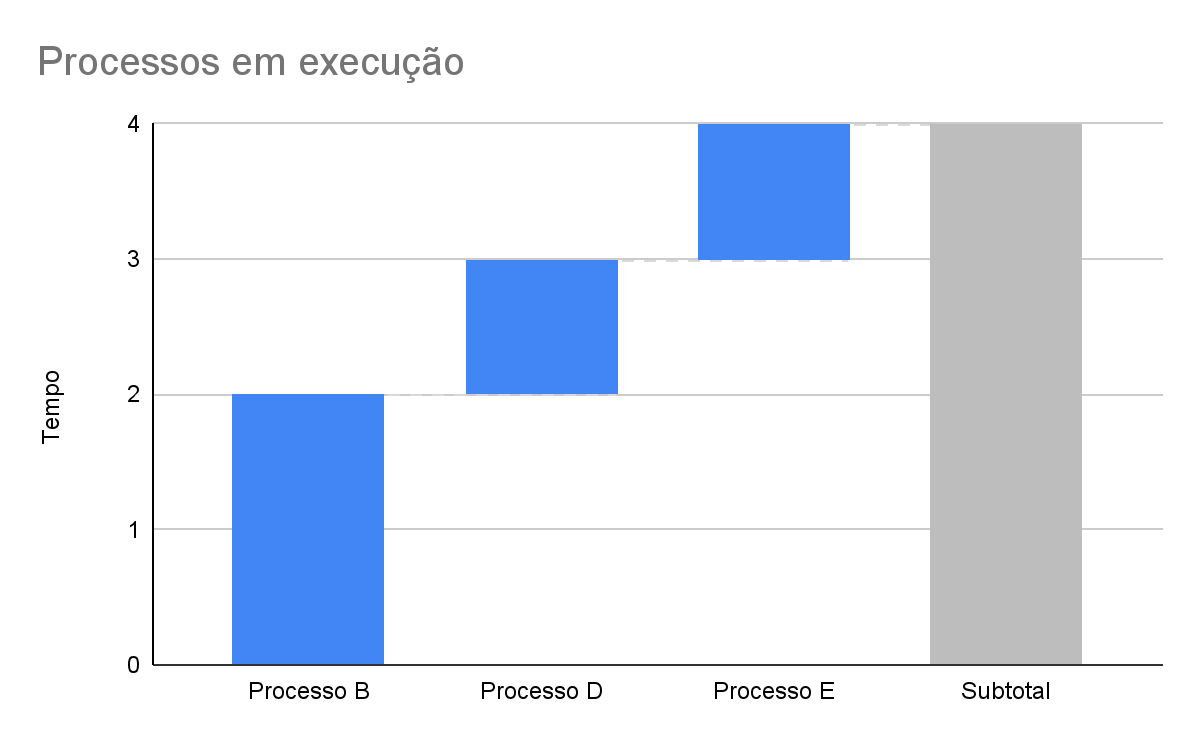 Processos em execução
4
3
2
1
0
Tempo
Processo B
Processo D
Processo E
Subtotal